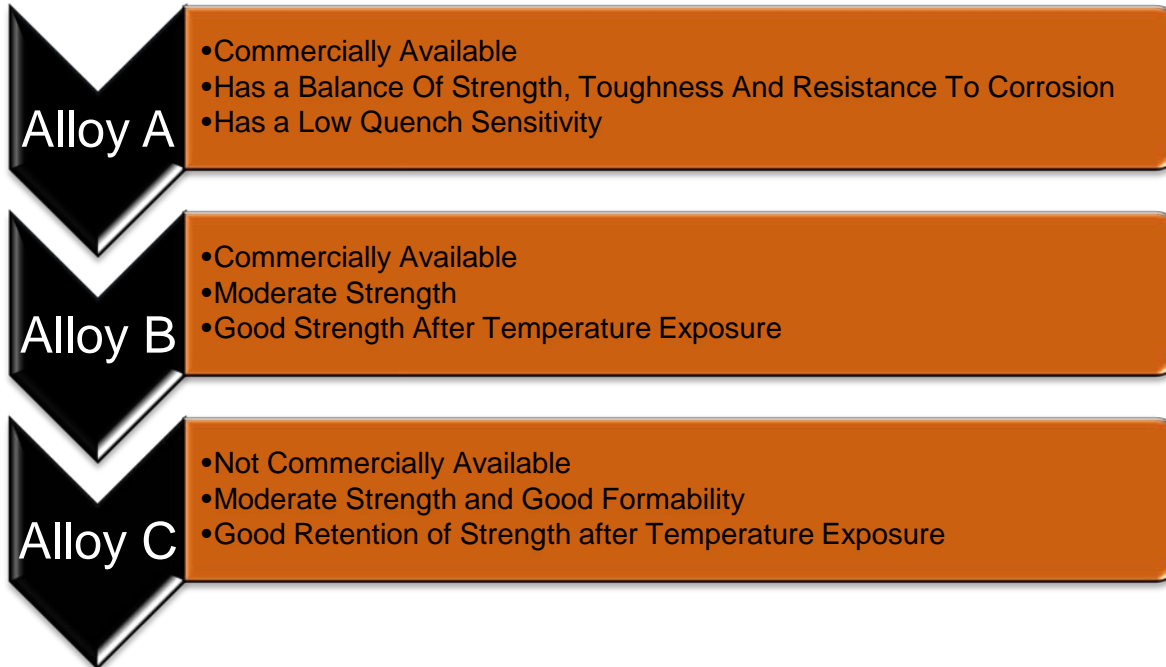 Alloy A
•Commercially Available
•Has a Balance Of Strength, Toughness And Resistance To Corrosion
•Has a Low Quench Sensitivity
Alloy B
•Commercially Available
•Moderate Strength
•Good Strength After Temperature Exposure
Alloy C
•Not Commercially Available
•Moderate Strength and Good Formability
•Good Retention of Strength after Temperature Exposure